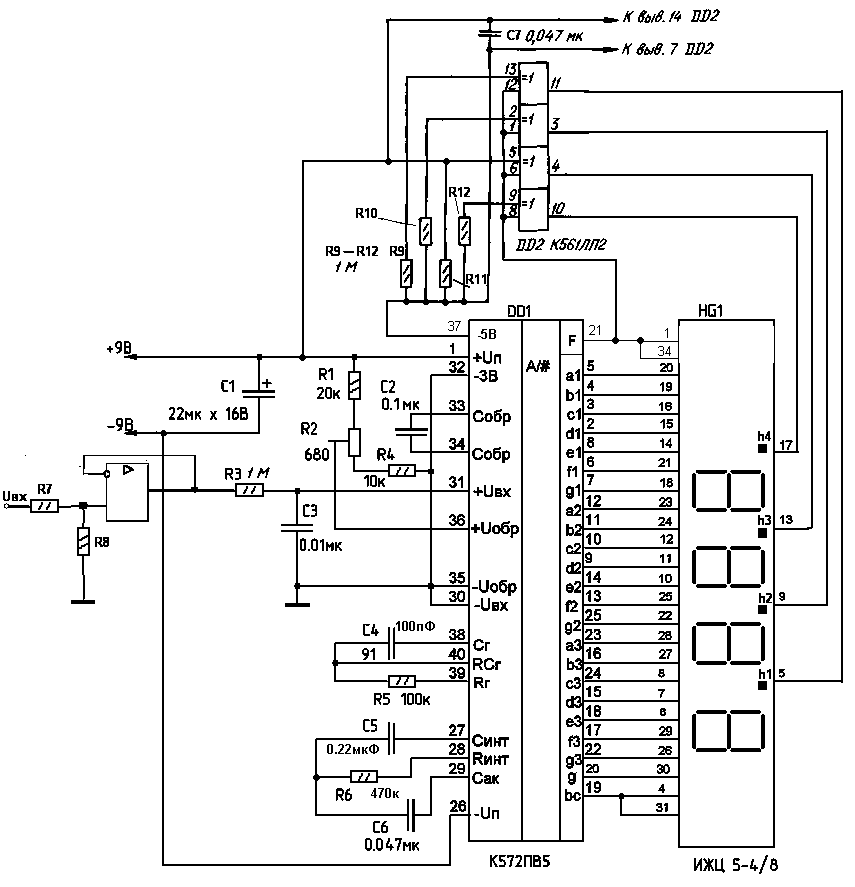 К выв. 14 DD2
C7 0,047 мк
К выв. 7 DD2
13 =1 11
12
2 =1 3
1
5 =1 4
6
9 =1 10
8
R12
R10
DD2 К561ЛП2
R9 – R12 R9
1 М
R11
DD1
HG1
37 -5В
F 21 1
34
+9В
1 +Uп
A/#
32 -3В
a1 5 20
R1
20к
C1 +
C2
0.1мк
b1 4 19
22мк x 16В
33 Cобр
c1 3 16
-9В
R2
680
d1 2 15
h4
17
34 Cобр
e1 8 14
R4
10к
f1 6 21
R3 1 М
31 +Uвх
g1 7 18
Uвх
R7
a2 12 23
C3
0.01мк
36 +Uобр
b2 11 24
h3
13
R8
c2 10 12
d2 9 11
35 -Uобр
e2 14 10
30 -Uвх
f2 13 25
h2
9
g2 25 22
C4 100пФ
38 Cг
a3 23 28
91
40 RCг
b3 16 27
39 Rг
c3 24 8
h1
5
R5 100к
d3 15 7
e3 18 6
C5
0.22мкФ
27 Cинт
f3 17 29
28 Rинт
g3 22 26
R6 470к
29 Cак
g 20 30
bc 19 4
31
26 -Uп
C6
0.047мк
К572ПВ5
ИЖЦ 5-4/8